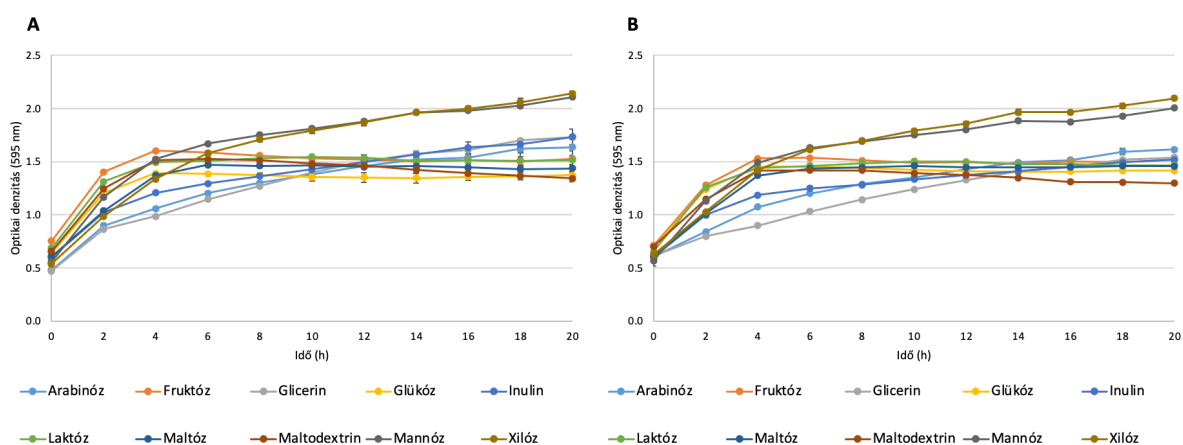 A
Optikai denzitás (595 nm)
2.5
2.0
1.5
1.0
0.5
0.0
0 2 4 6 8 10 12 14 16 18 20
Idő (h)
Arabinóz Fruktóz Glicerin Glükóz Inulin
Laktóz Maltóz Maltodextrin Mannóz Xilóz
B
Optikai denzitás (595 nm)
2.5
2.0
1.5
1.0
0.5
0.0
0 2 4 6 8 10 12 14 16 18 20
Idő (h)
Arabinóz Fruktóz Glicerin Glükóz Inulin
Laktóz Maltóz Maltodextrin Mannóz Xilóz